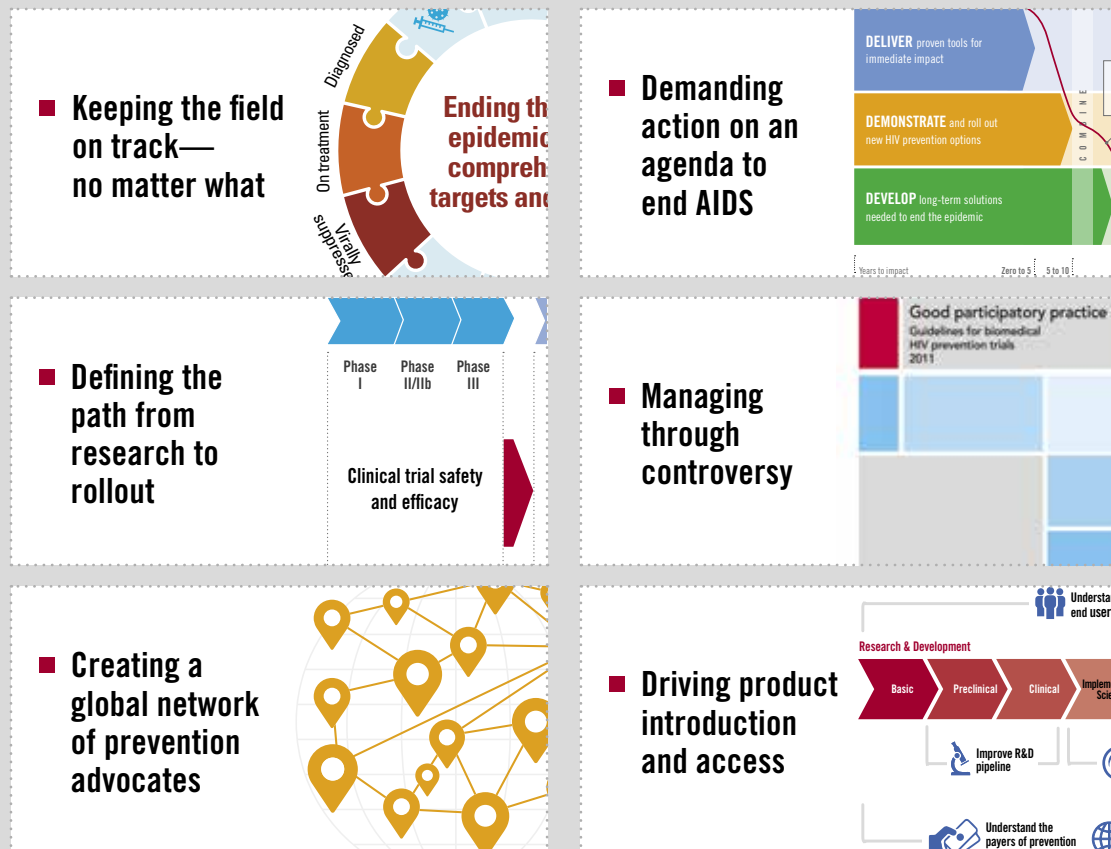 Keeping the field
on track—
no matter what
Diagnosed
On treatment
Virally
Ending
targets
Demanding
action on an
agenda to
end AIDS
DELIVER proven tools for
immediate impact
DEMONSTRATE and roll out
new HIV prevention options
DEVELOP long-term solutions
needed to end the epidemic
COMBINE
Years to impact
Zero to 5
5 to 10
Defining the
path from
research to
rollout
Phase
I
Phase
II/IIb
Phase
III
Clinical trial safety
and efficacy
Managing
through
controversy
Good participatory practice
Guidelines for biomedical
HIV prevention trials
2011
Creating a
global network
of prevention
advocates
Driving product
introduction
and access
end user
Research & Development
Basic
Preclinical
Clinical
Improve R&D
pipeline
Understand the
payers of prevention